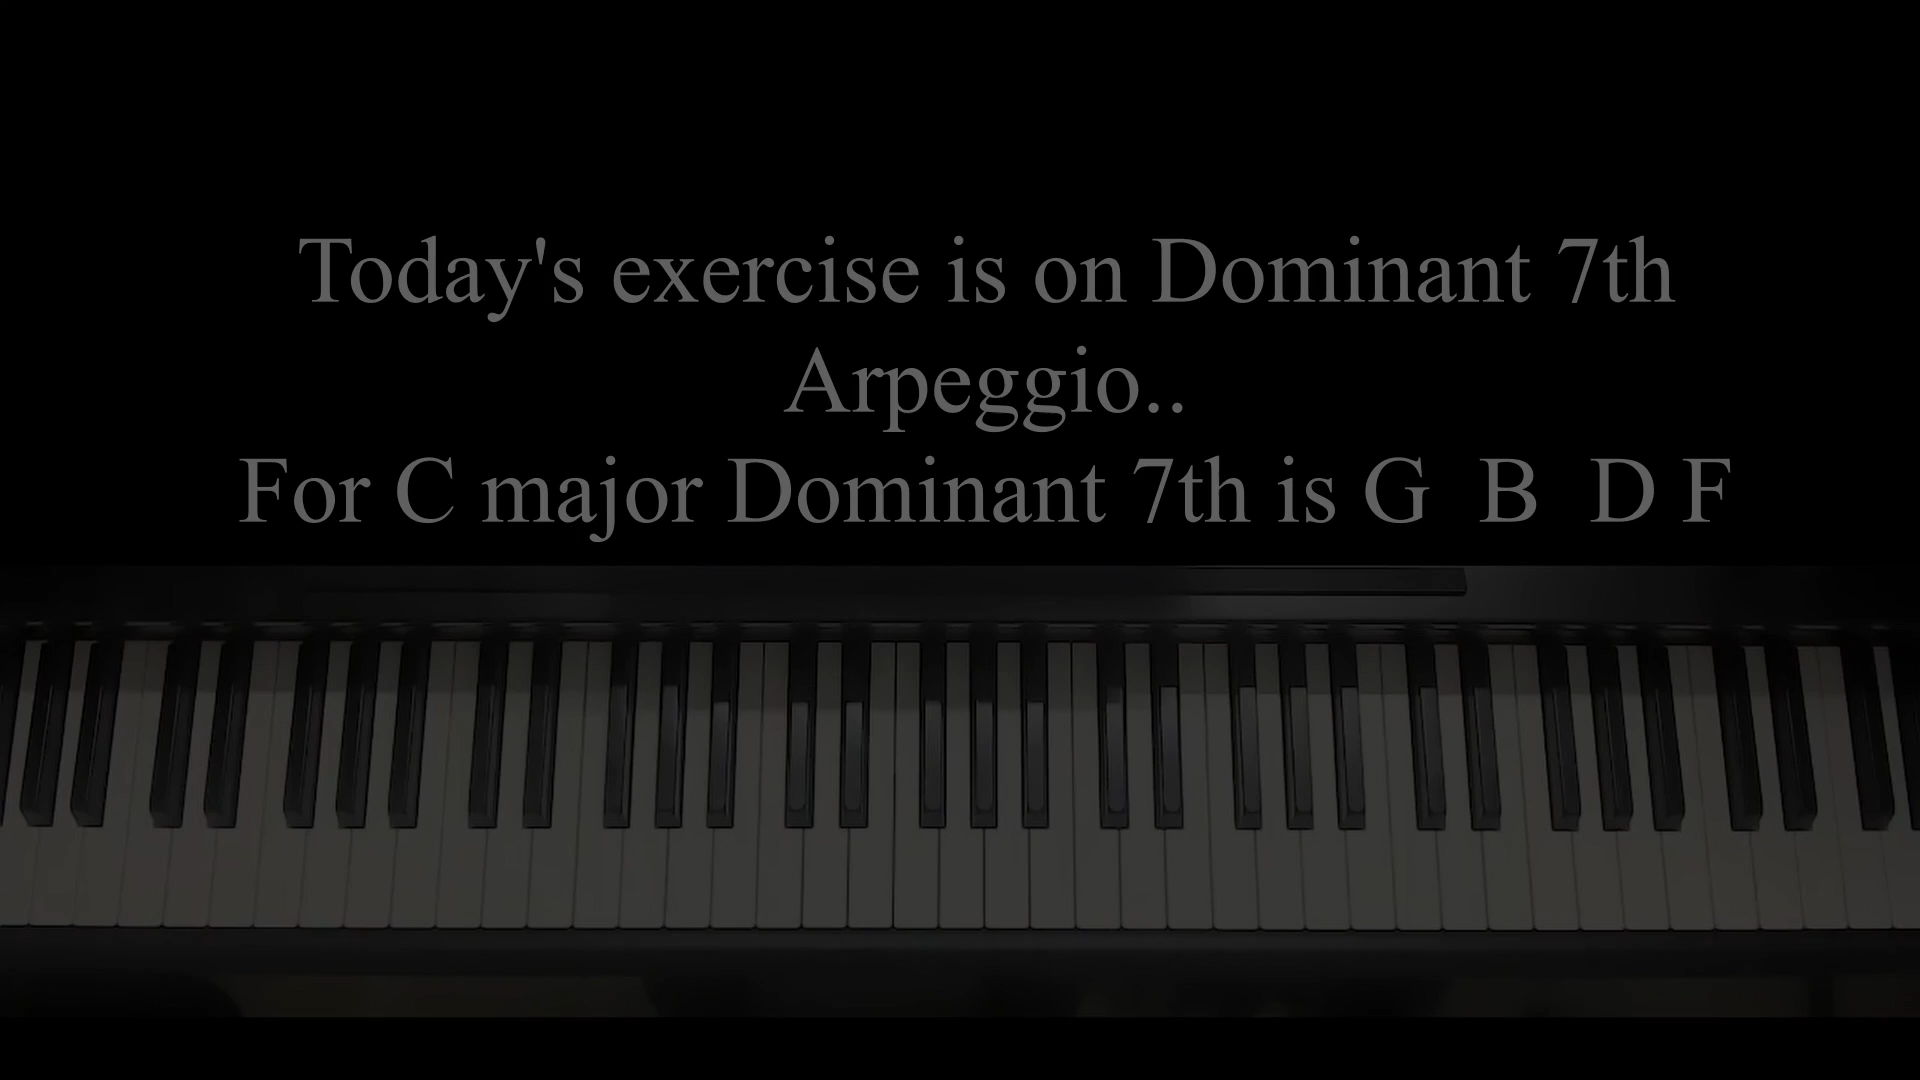 Today's exercise is on Dominant 7th
Arpeggio..
For C major Dominant 7th is G  B  D F